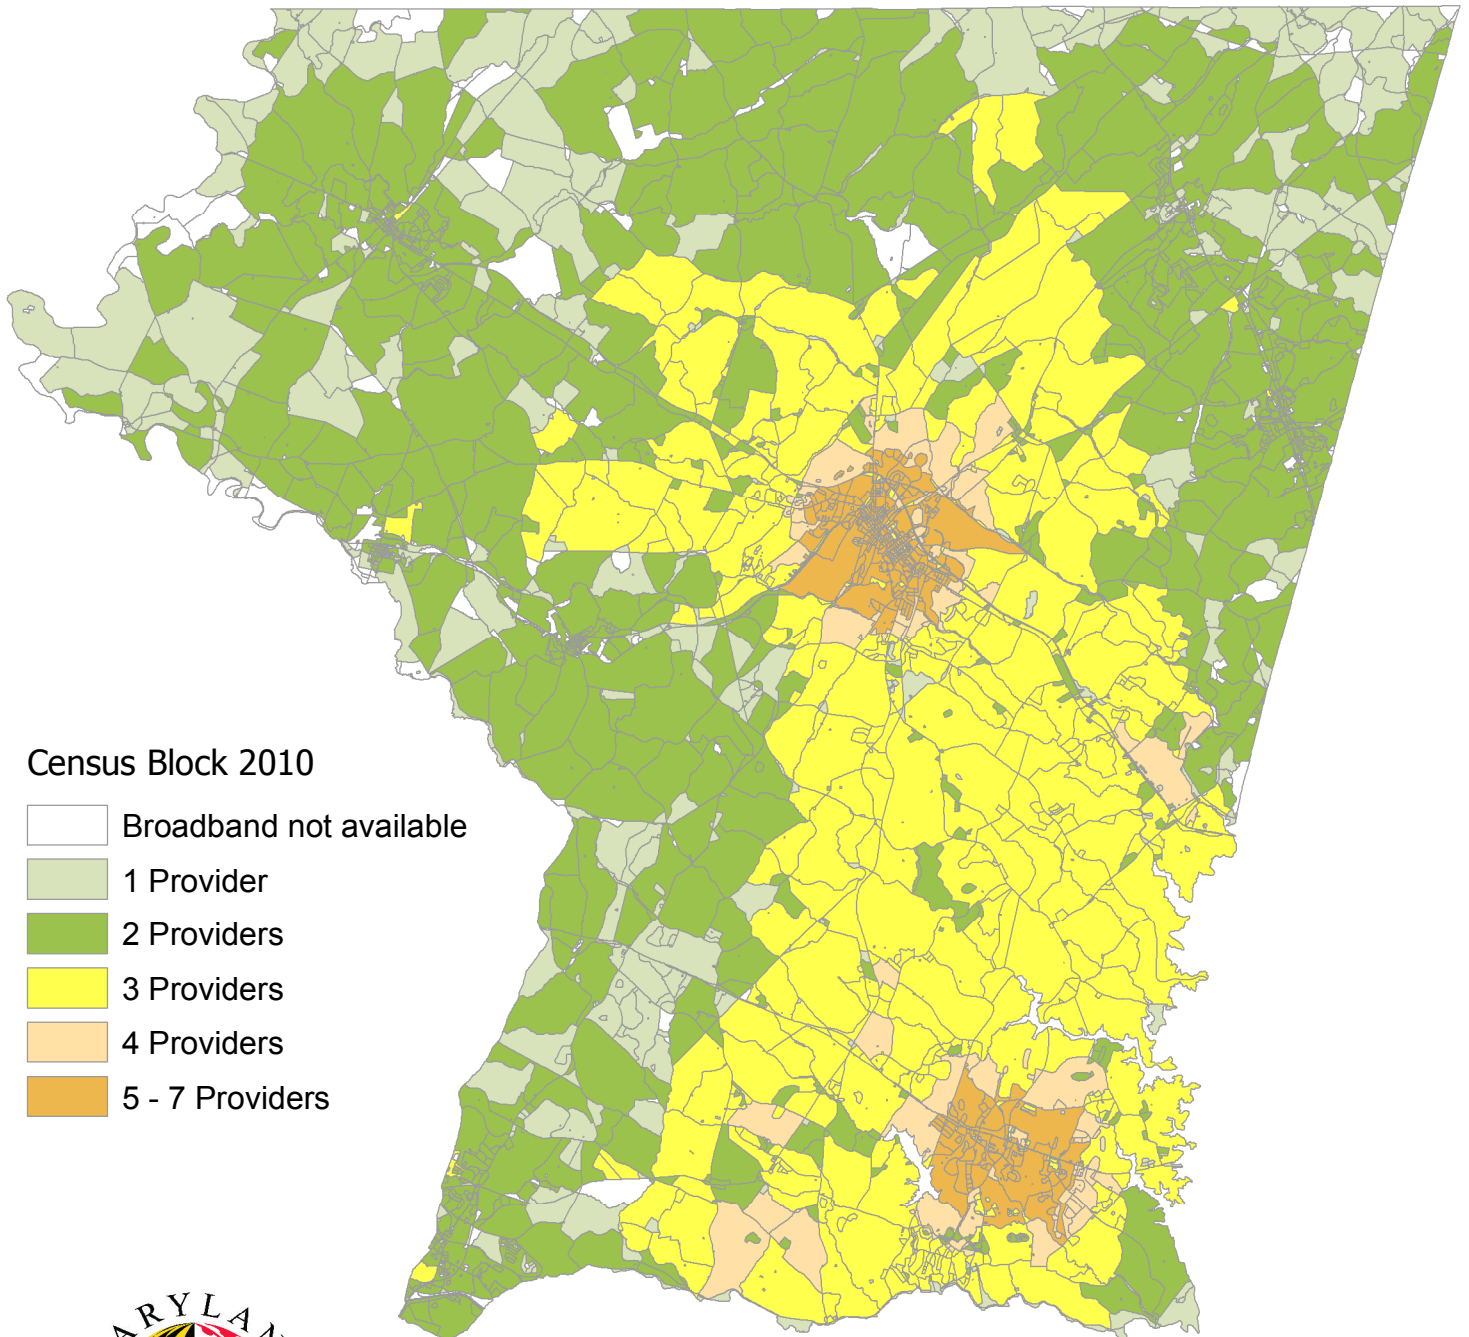 Census Block 2010
Broadband not available
1 Provider
2 Providers
3 Providers
4 Providers
5 - 7 Providers